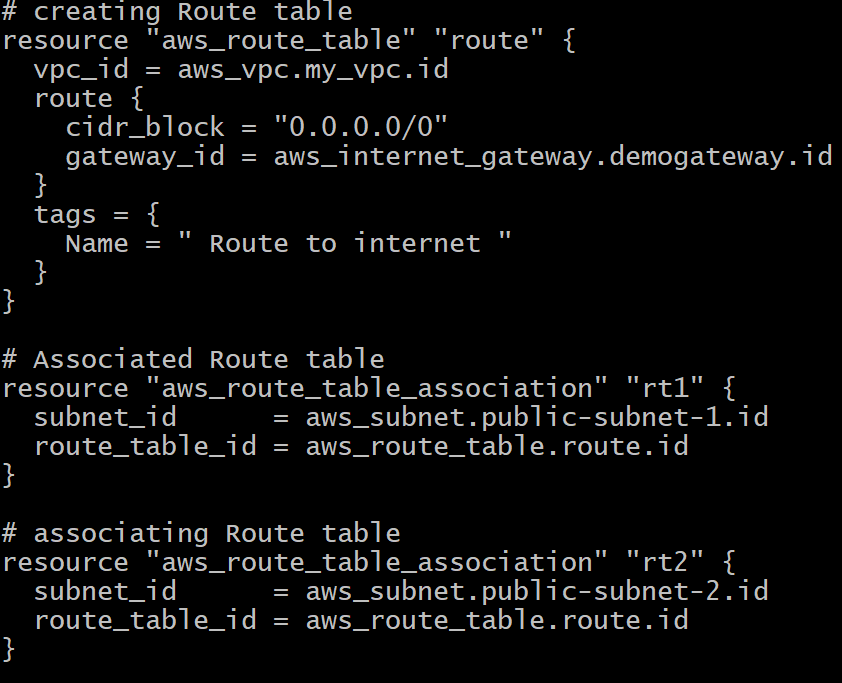 # creating Route table
resource "aws_route_table" "route" {
  vpc_id = aws_vpc.my_vpc.id
  route {
    cidr_block = "0.0.0.0/0"
    gateway_id = aws_internet_gateway.demogateway.id
  }
  tags = {
    Name = " Route to internet "
  }
}

# Associated Route table
resource "aws_route_table_association" "rt1" {
  subnet_id      = aws_subnet.public-subnet-1.id
  route_table_id = aws_route_table.route.id
}

# associating Route table
resource "aws_route_table_association" "rt2" {
  subnet_id      = aws_subnet.public-subnet-2.id
  route_table_id = aws_route_table.route.id
}